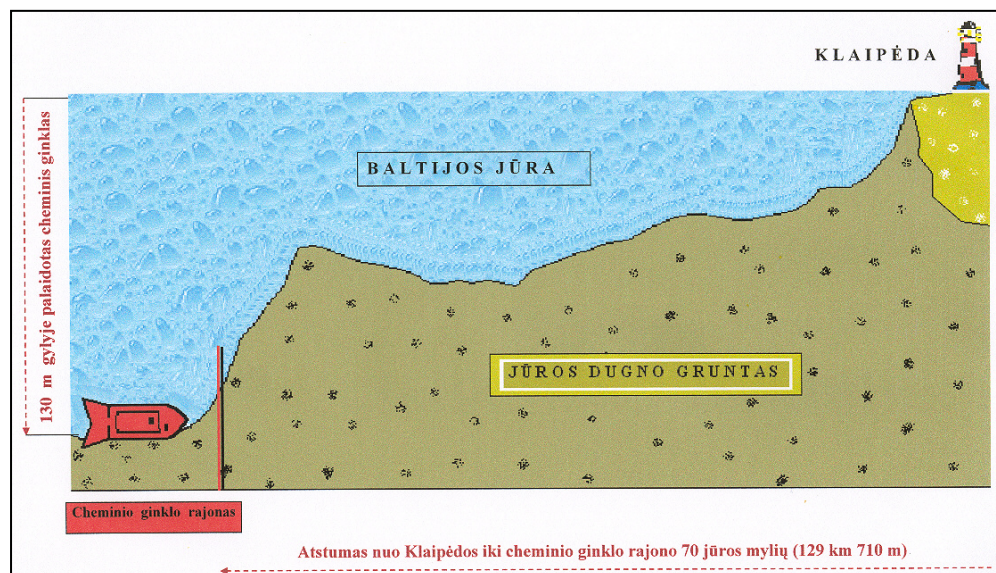 KLAIPĖDA
BALTIJOS JŪRA
130 m gylyje palaidotas cheminis ginklas
JŪROS DUGNO GRUNTAS
Cheminio ginklo rajonas
Atstumas nuo Klaipėdos iki cheminio ginklo rajono 70 jūros mylių (129 km 710 m)